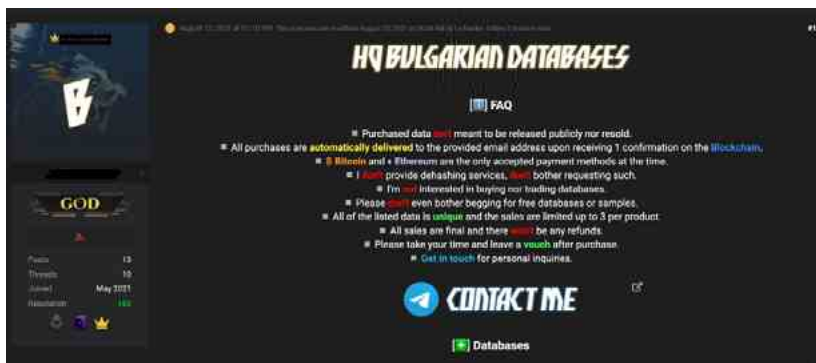 #1
HQ BULGARIAN DATABASES
FAQ
Purchased data isn't meant to be released publicly nor resold.
All purchases are automatically delivered to the provided email address upon receiving 1 confirmation on the Blockchain.
Bitcoin and Ethereum are the only accepted payment methods at the time.
I don't provide dehashing services, don't bother requesting such.
I'm not interested in buying nor trading databases.
Please don't even bother begging for free databases or samples.
All of the listed data is unique and the sales are limited up to 3 per product
All sales are final and there won't be any refunds.
Please take your time and leave a vouch after purchase.
Get in touch for personal inquiries.
CONTACT ME
Databases
B
GOD
Posts 13
Threads 10
Joined May 2021
Reputation